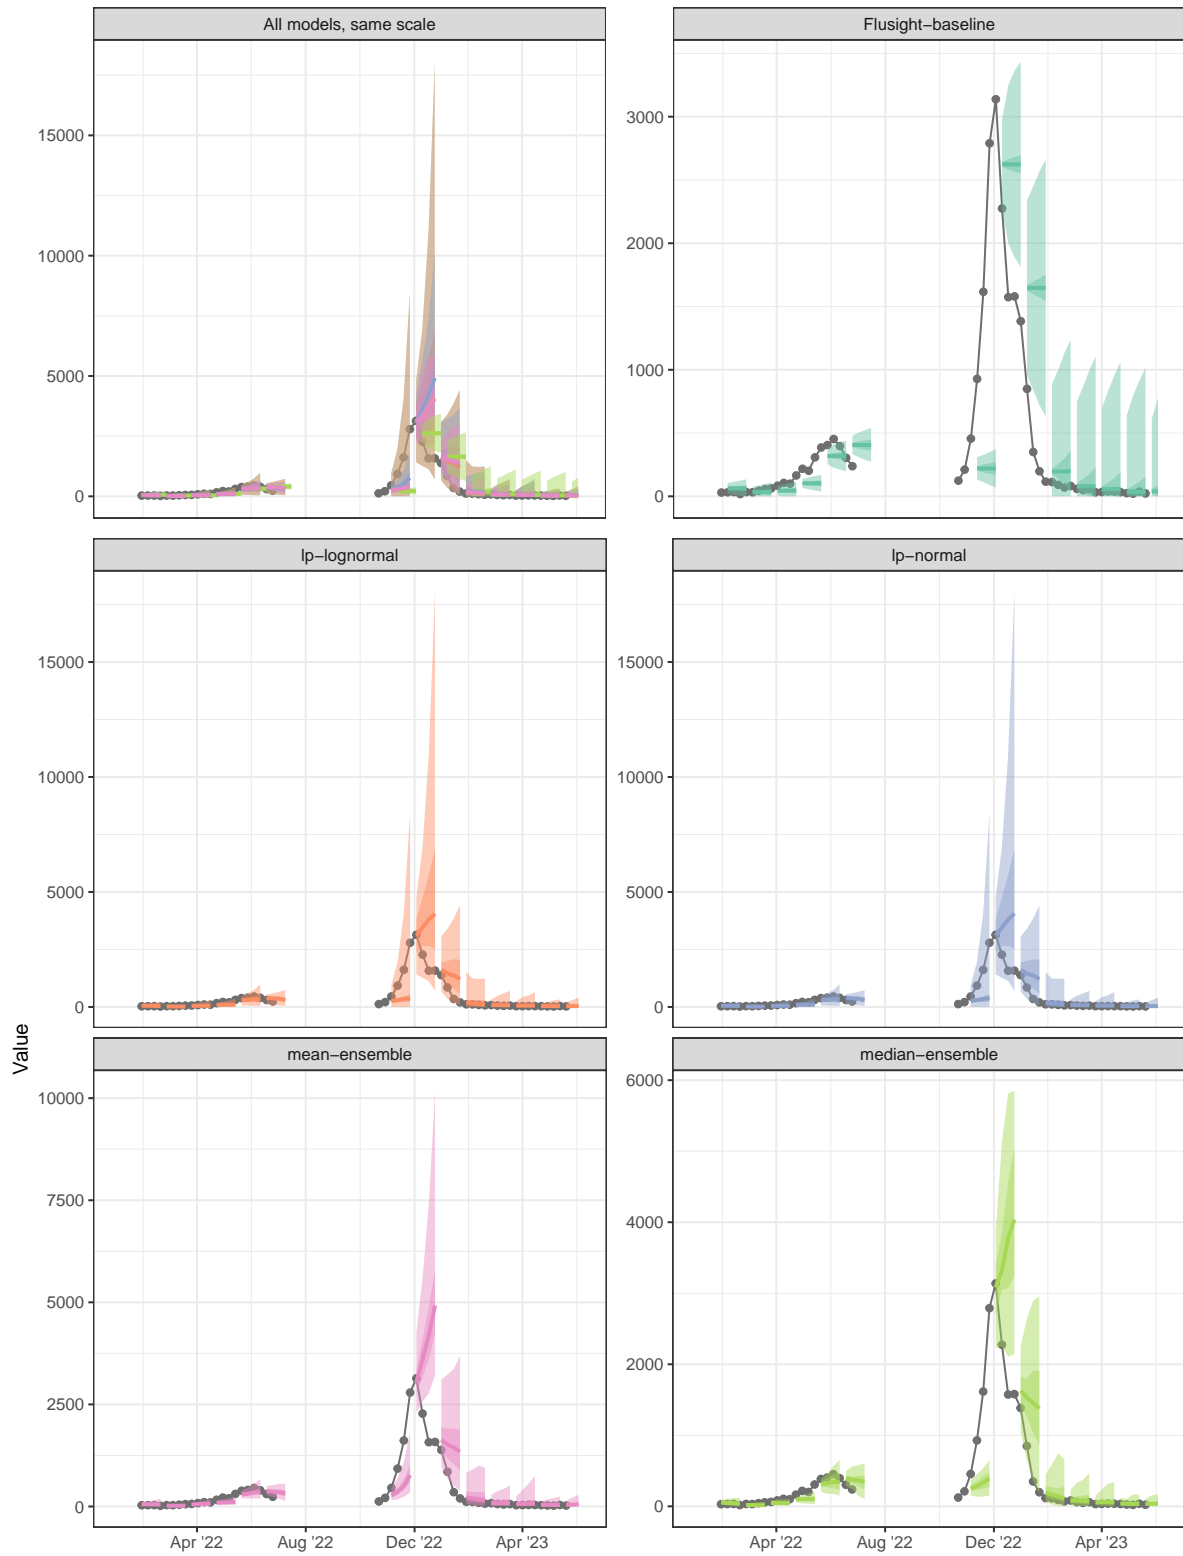 All models, same scale
Flusight−baseline
15000
10000
5000
0
3000
2000
1000
0
lp−lognormal
lp−normal
15000
10000
5000
0
15000
10000
5000
0
Value
mean−ensemble
median−ensemble
10000
7500
5000
2500
0
6000
4000
2000
0
Apr '22
Aug '22
Dec '22
Apr '23
Apr '22
Aug '22
Dec '22
Apr '23